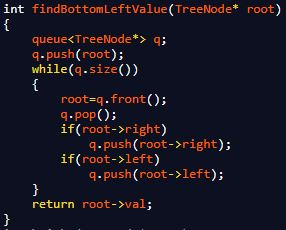 int findBottomLeftValue(TreeNode* root)
{
    queue<TreeNode*> q;
    q.push(root);
    while(q.size())
    {
        root=q.front();
        q.pop();
        if(root->right)
            q.push(root->right);
        if(root->left)
            q.push(root->left);
    }
    return root->val;
}